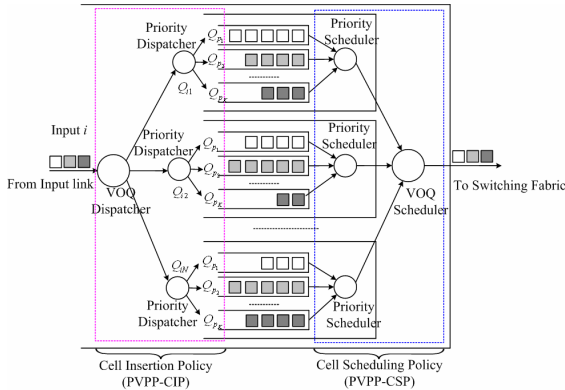 Priority
Dispatcher
Q_{p_1}
Q_{p_2}
Q_{p_K}
Q_{i1}
Priority
Scheduler
Input i
From Input link
VOQ
Dispatcher
Priority
Dispatcher
Q_{p_1}
Q_{p_2}
Q_{p_K}
Q_{i2}
Priority
Scheduler
VOQ
Scheduler
To Switching Fabric
Q_{iN}
Priority
Dispatcher
Q_{p_1}
Q_{p_2}
Q_{p_K}
Priority
Scheduler
Cell Insertion Policy
(PVPP-CIP)
Cell Scheduling Policy
(PVPP-CSP)